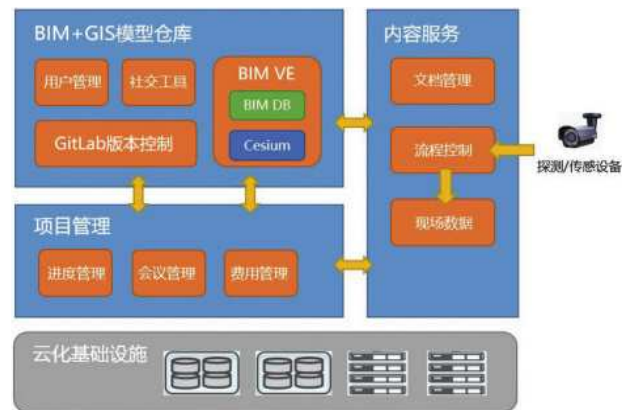 BIM+GIS模型仓库
用户管理
社交工具
BIM VE
BIM DB
Cesium
GitLab版本控制
内容服务
文档管理
流程控制
现场数据
探测/传感设备
项目管理
进度管理
会议管理
费用管理
云化基础设施